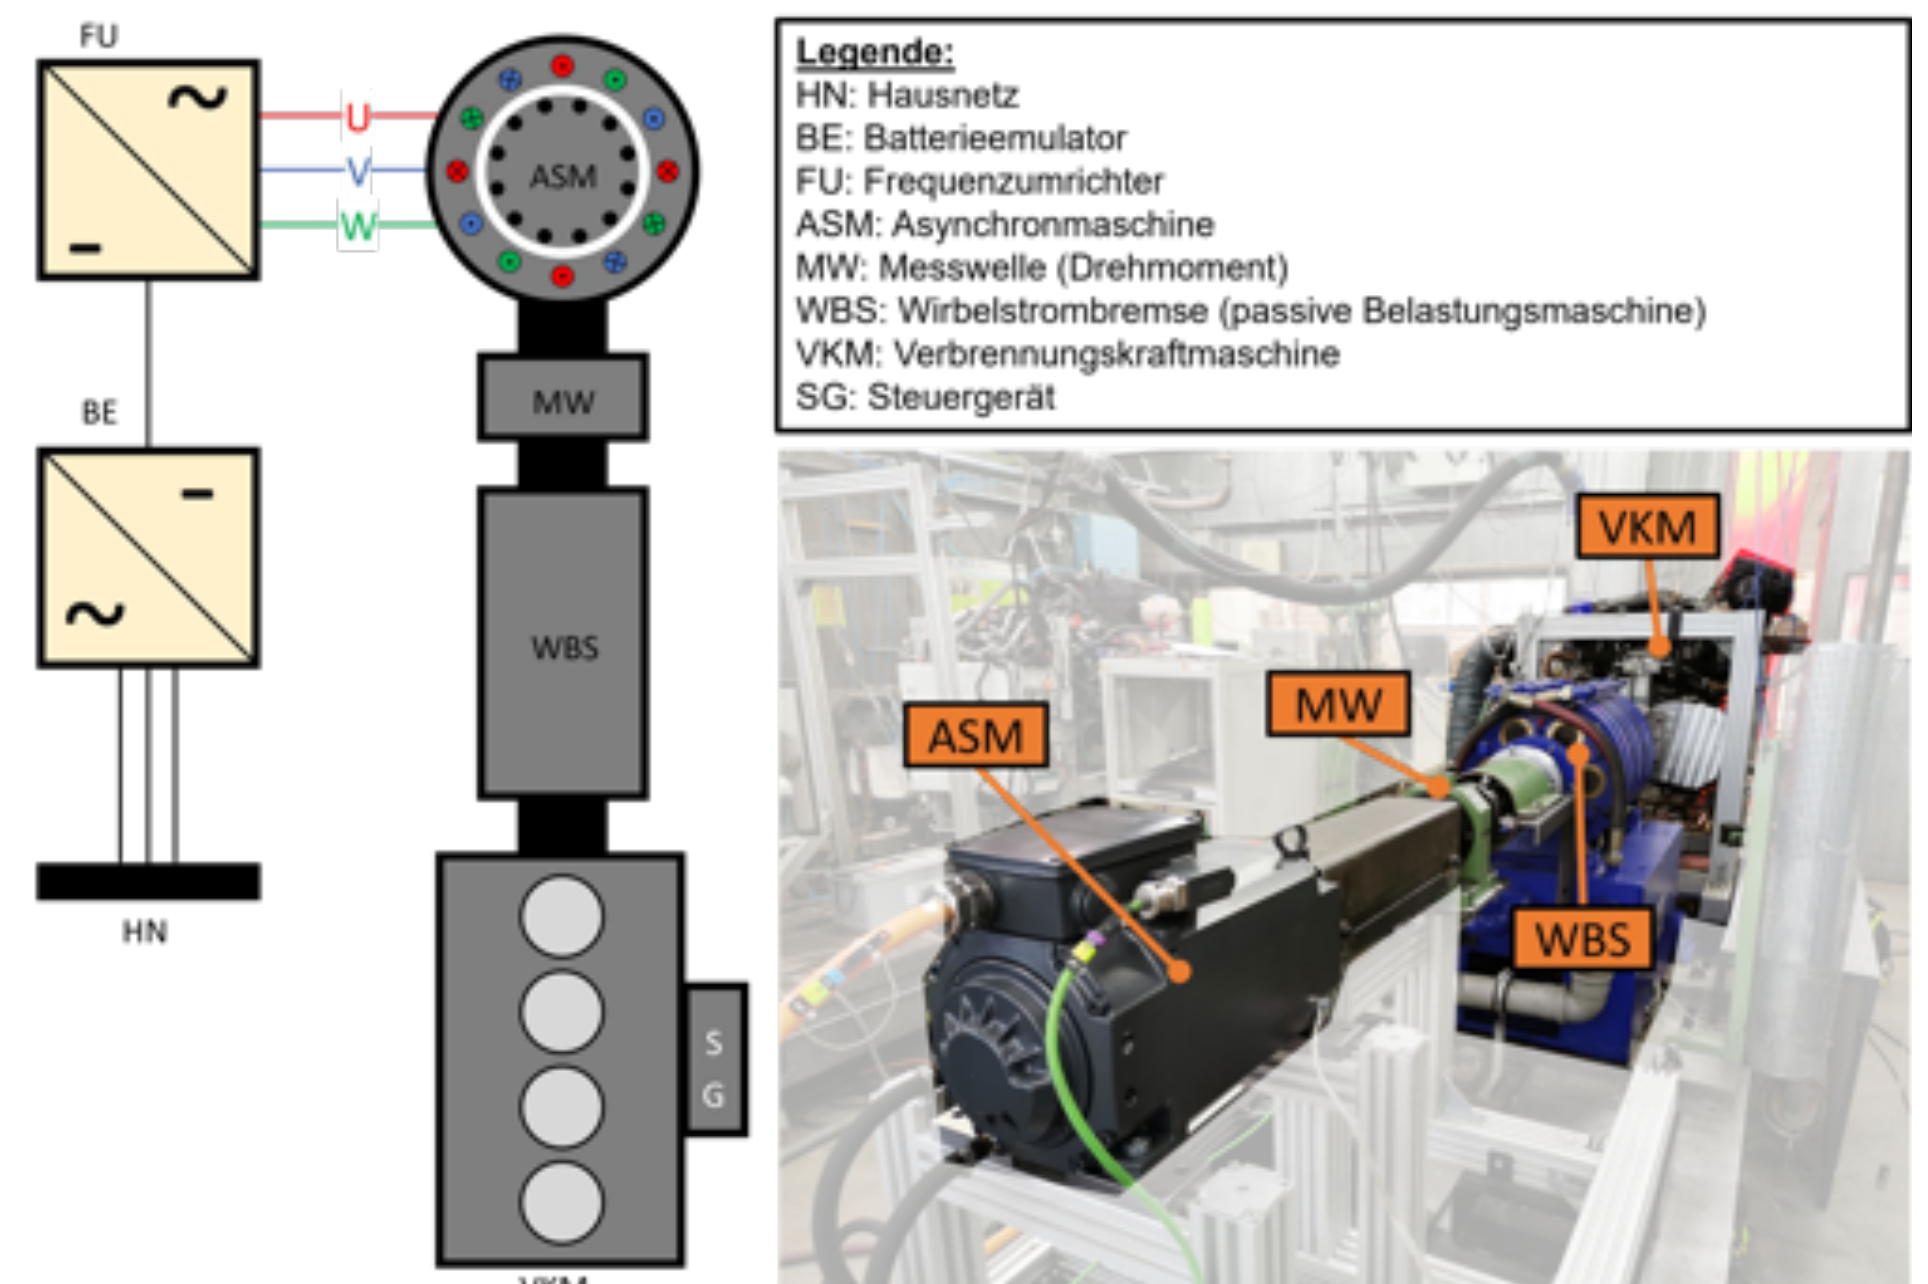 FU
U
V
W
ASM
MW
BE
WBS
HN
S
G
VKM
Legende:
HN: Hausnetz
BE: Batterieemulator
FU: Frequenzumrichter
ASM: Asynchronmaschine
MW: Messwelle (Drehmoment)
WBS: Wirbelstrombremse (passive Belastungsmaschine)
VKM: Verbrennungskraftmaschine
SG: Steuergerät
VKM
MW
ASM
WBS